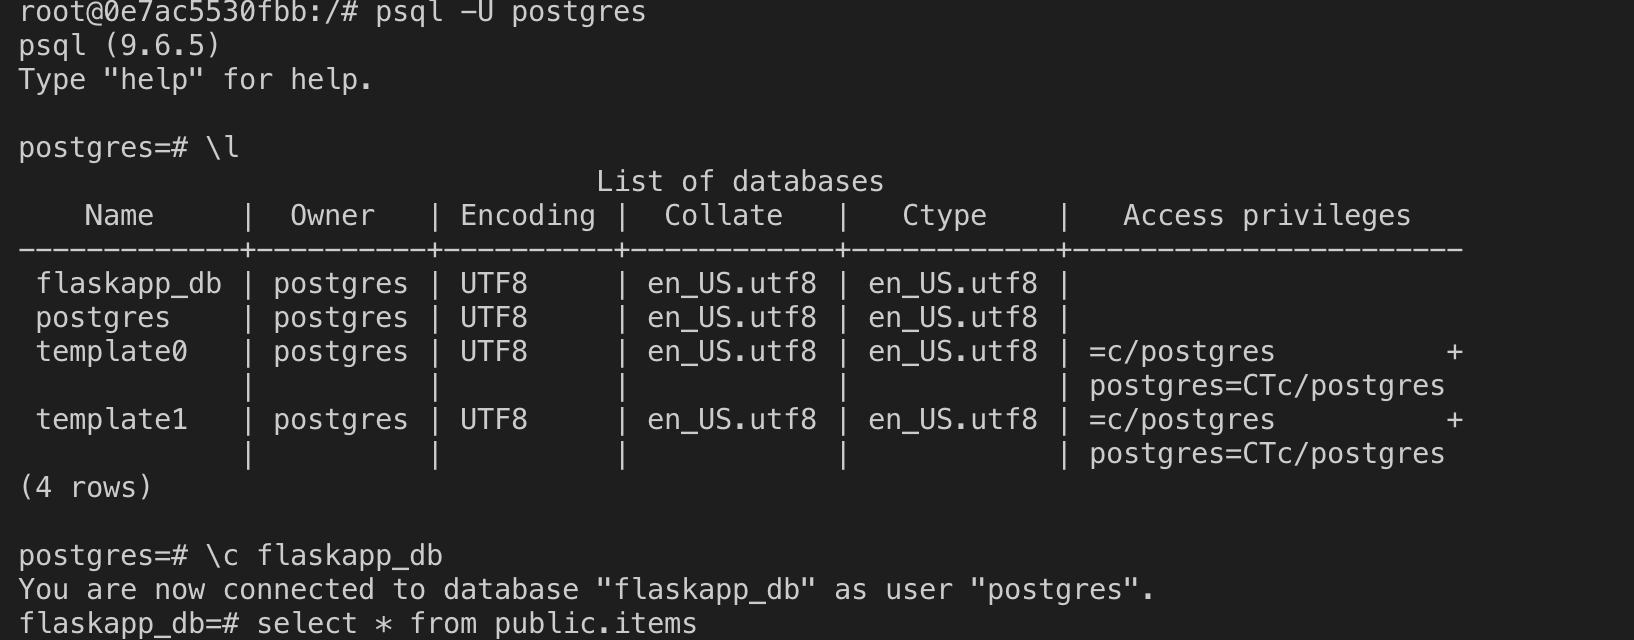 root@0e7ac5530fbb:/# psql -U postgres
psql (9.6.5)
Type "help" for help.

postgres=# \l
                                  List of databases
    Name     |  Owner   | Encoding |  Collate   |   Ctype    |   Access privileges
-------------+----------+----------+------------+------------+-----------------------
 flaskapp_db | postgres | UTF8     | en_US.utf8 | en_US.utf8 |
 postgres    | postgres | UTF8     | en_US.utf8 | en_US.utf8 |
 template0   | postgres | UTF8     | en_US.utf8 | en_US.utf8 | =c/postgres          +
             |          |          |            |            | postgres=CTc/postgres
 template1   | postgres | UTF8     | en_US.utf8 | en_US.utf8 | =c/postgres          +
             |          |          |            |            | postgres=CTc/postgres
(4 rows)

postgres=# \c flaskapp_db
You are now connected to database "flaskapp_db" as user "postgres".
flaskapp_db=# select * from public.items